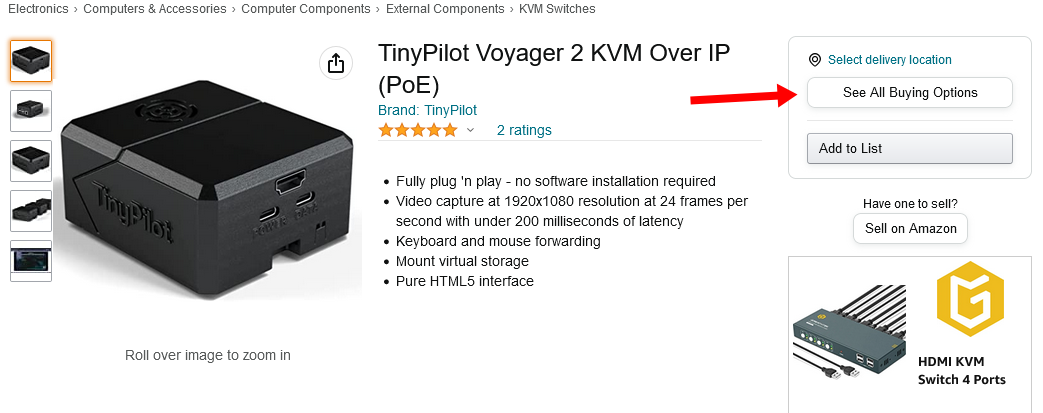 Electronics › Computers & Accessories › Computer Components › External Components › KVM Switches
TinyPilot Voyager 2 KVM Over IP
(PoE)
Brand: TinyPilot
2 ratings
Fully plug 'n play - no software installation required
Video capture at 1920x1080 resolution at 24 frames per
second with under 200 milliseconds of latency
Keyboard and mouse forwarding
Mount virtual storage
Pure HTML5 interface
TinyPilot
POWER DATA
Roll over image to zoom in
Select delivery location
See All Buying Options
Add to List
Have one to sell?
Sell on Amazon
G
HDMI KVM
Switch 4 Ports